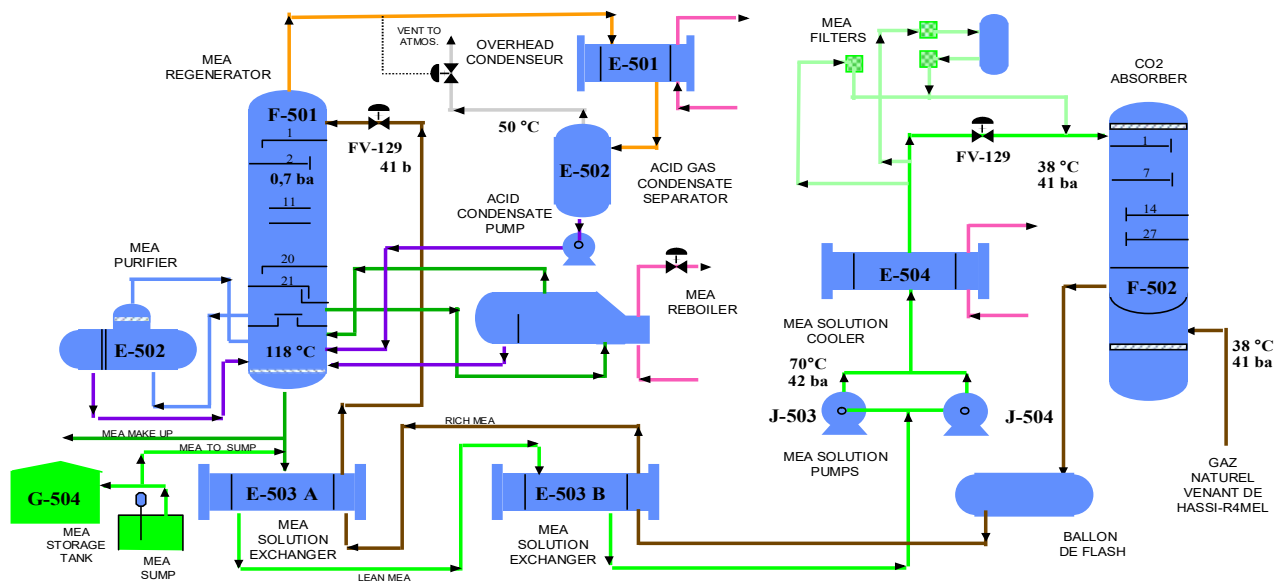 VENT TO
ATMOS.
OVERHEAD
CONDENSEUR
E-501
MEA
REGENERATOR
F-501
1
2
0,7 ba
11
20
21
118 °C
FV-129
41 b
50 °C
E-502
ACID GAS
CONDENSATE
SEPARATOR
ACID
CONDENSATE
PUMP
MEA
REBOILER
MEA
PURIFIER
E-502
MEA MAKE UP
MEA TO SUMP
G-504
MEA
STORAGE
TANK
MEA
SUMP
E-503 A
MEA
SOLUTION
EXCHANGER
RICH MEA
LEAN MEA
E-503 B
MEA
SOLUTION
EXCHANGER
MEA
FILTERS
FV-129
38 °C
41 ba
CO2
ABSORBER
1
7
14
27
F-502
E-504
MEA SOLUTION
COOLER
70°C
42 ba
J-503
J-504
MEA SOLUTION
PUMPS
38 °C
41 ba
GAZ
NATUREL
VENANT DE
HASSI-R4MEL
BALLON
DE FLASH